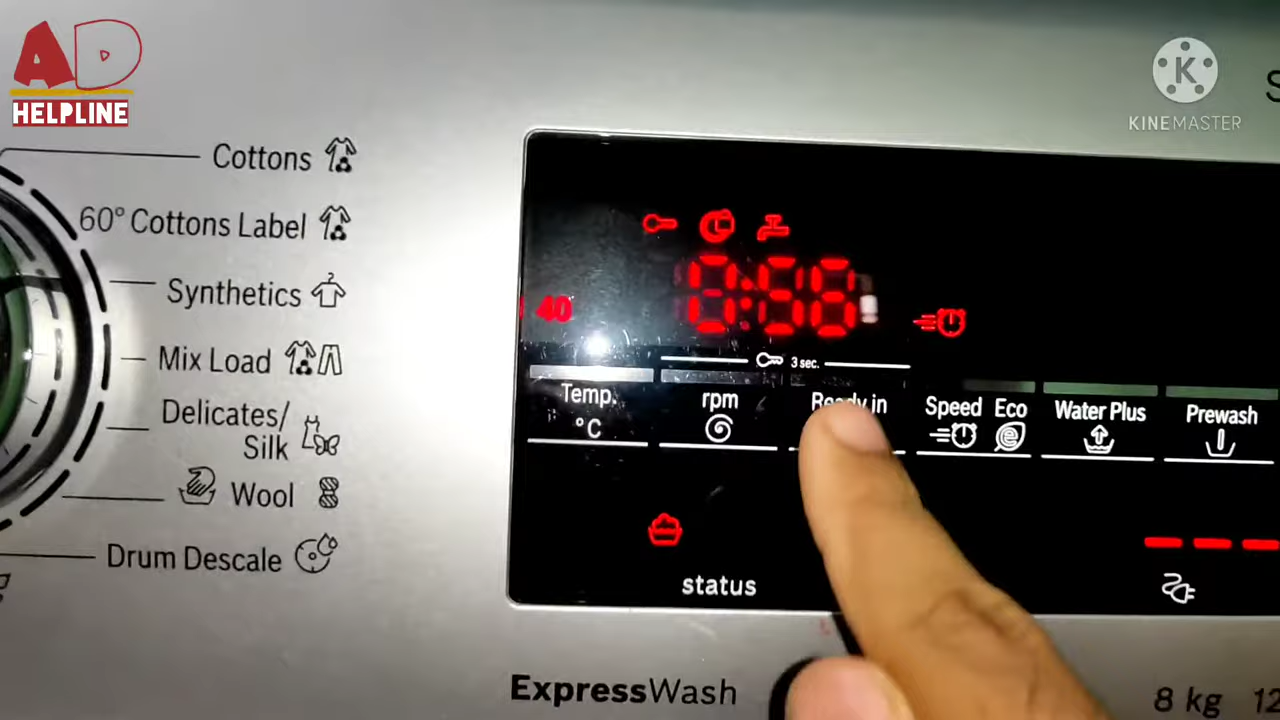 AD
HELPLINE
K
KINEMASTER
S
Cottons
60° Cottons Label
Synthetics
Mix Load
Delicates/
Silk
Wool
Drum Descale
40
0:56
3 sec.
Temp.
°C
rpm
Ready in
Speed Eco
Water Plus
Prewash
status
ExpressWash
8 kg 12